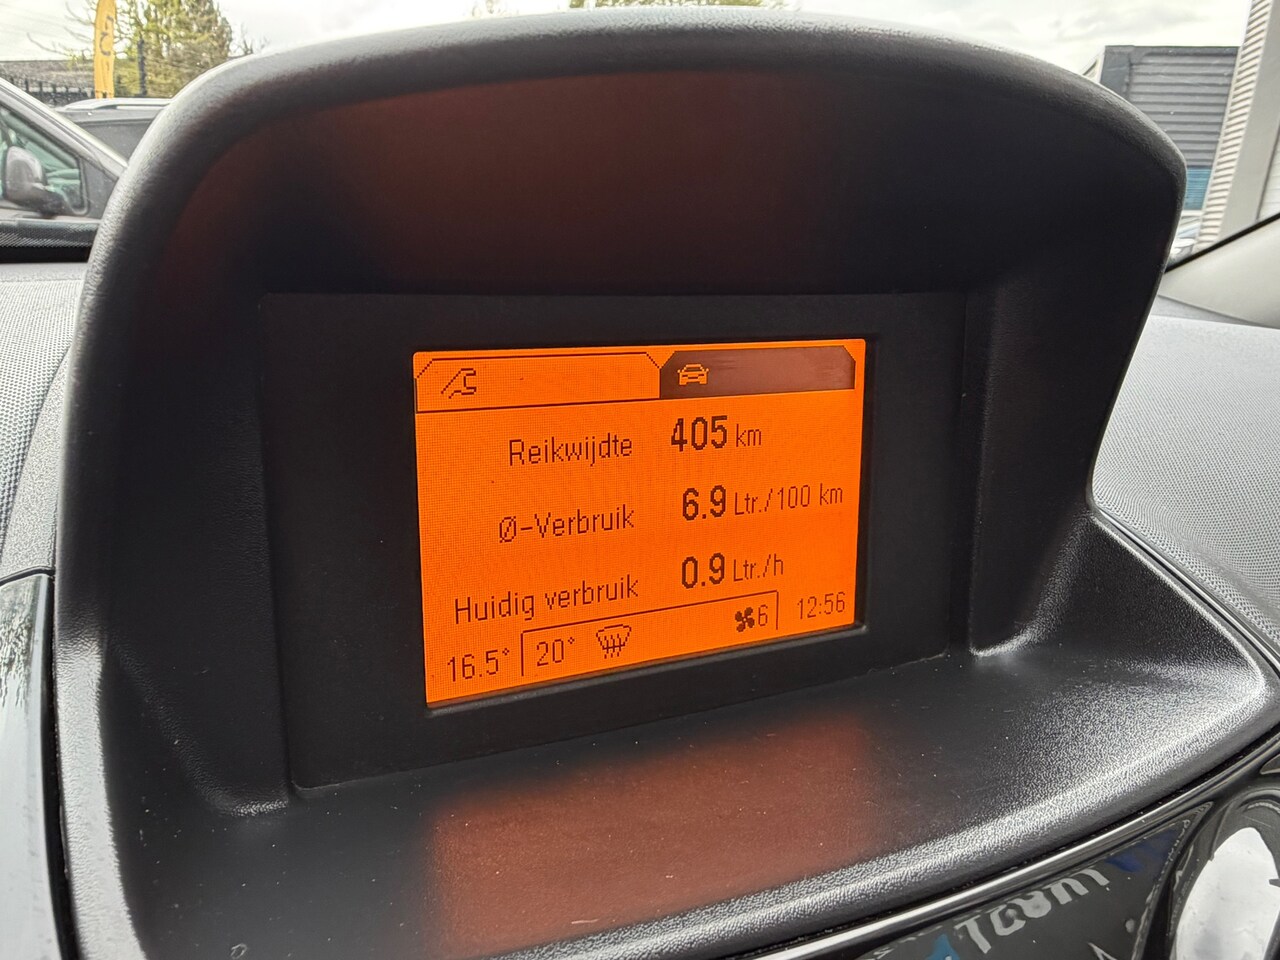 Reikwijdte 405 km
Ø-Verbruik 6.9 Ltr./100 km
Huidig verbruik 0.9 Ltr./h
16.5° 20° 6 12:56